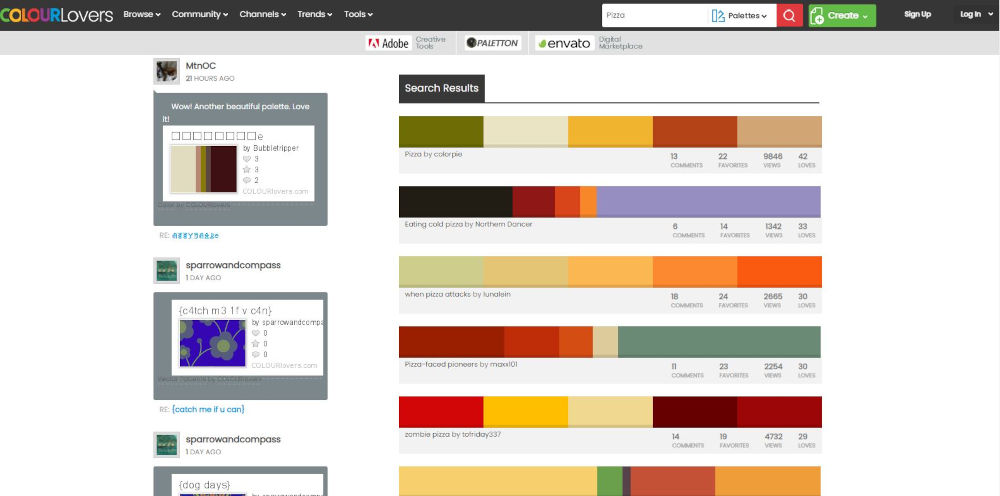 COLOURLovers Browse Community Channels Trends Tools Pizza Palettes Create Sign Up Log In
Adobe Creative Tools PALETTON envato Digital Marketplace
MtnOC
21 HOURS AGO
Wow! Another beautiful palette. Love
it!
□□□□□□□□e
by Bubbletripper
3
3
2
COLOURlovers.com
Color by COLOURlovers
RE:
sparrowandcompass
1 DAY AGO
{c4tch m3 1f v c4n}
by sparrowandcompa
0
0
0
COLOURlovers.com
Vector Patterns by COLOURlovers
RE: {catch me if u can}
sparrowandcompass
1 DAY AGO
{dog days}
Search Results
Pizza by colorpie
13 COMMENTS 22 FAVORITES 9846 VIEWS 42 LOVES
Eating cold pizza by Northern Dancer
6 COMMENTS 14 FAVORITES 1342 VIEWS 33 LOVES
when pizza attacks by lunalein
18 COMMENTS 24 FAVORITES 2665 VIEWS 30 LOVES
Pizza-faced pioneers by maxx101
11 COMMENTS 23 FAVORITES 2254 VIEWS 30 LOVES
zombie pizza by tofriday337
14 COMMENTS 19 FAVORITES 4732 VIEWS 29 LOVES